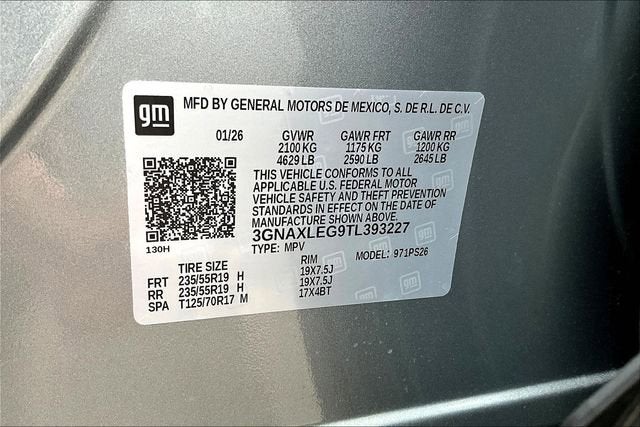 gm
MFD BY GENERAL MOTORS DE MEXICO, S. DE R.L. DE C.V.
01/26 GVWR GAWR FRT GAWR RR
2100 KG 1175 KG 1200 KG
4629 LB 2590 LB 2645 LB
THIS VEHICLE CONFORMS TO ALL
APPLICABLE U.S. FEDERAL MOTOR
VEHICLE SAFETY AND THEFT PREVENTION
STANDARDS IN EFFECT ON THE DATE OF
MANUFACTURE SHOWN ABOVE.
3GNAXLEG9TL393227
130H
TYPE: MPV MODEL: 971PS26
TIRE SIZE RIM
FRT 235/55R19 H 19X7.5J
RR 235/55R19 H 19X7.5J
SPA T125/70R17 M 17X4BT